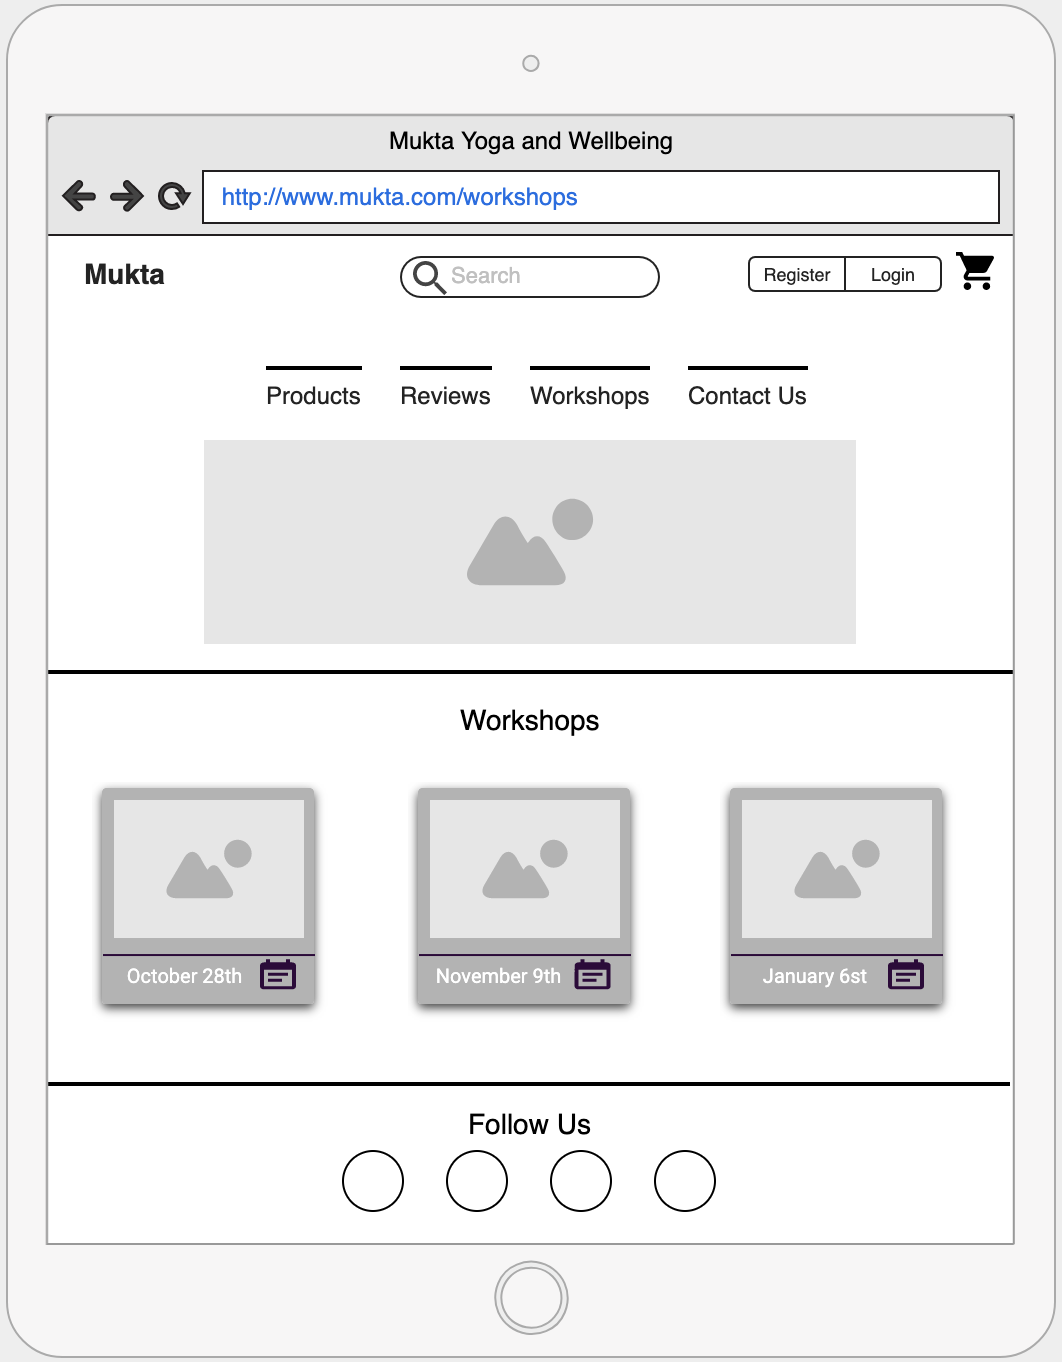 Mukta Yoga and Wellbeing
http://www.mukta.com/workshops
Mukta
Search
Register
Login
Products
Reviews
Workshops
Contact Us
Workshops
October 28th
November 9th
January 6st
Follow Us